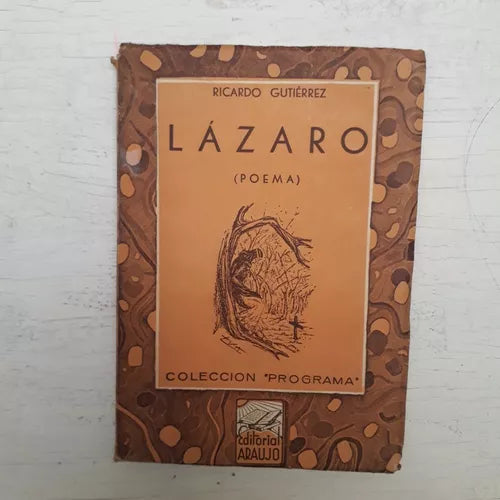 RICARDO GUTIÉRREZ
LÁZARO
(POEMA)
COLECCION "PROGRAMA"
Editorial
ARAUJO